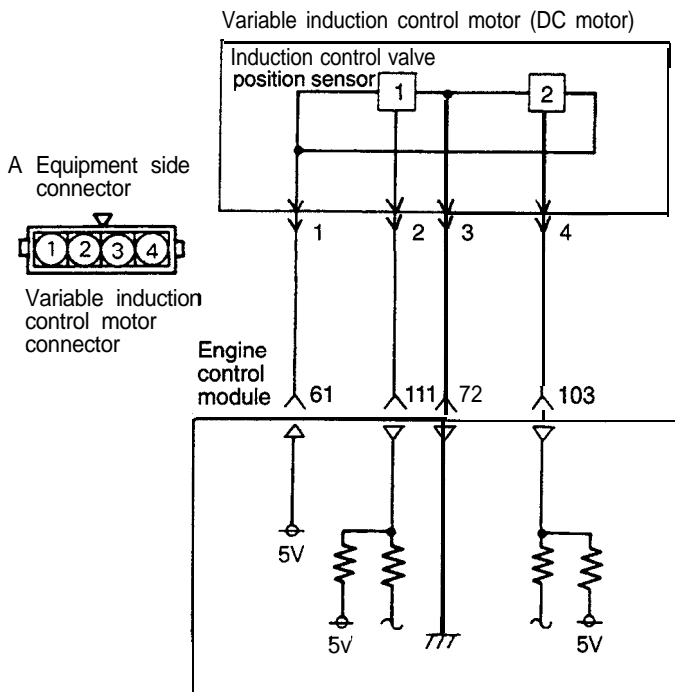 Variable induction control motor (DC motor)
Induction control valve
position sensor
1
2
A Equipment side
connector
1 2 3 4
1 2 3 4
Variable induction
control motor
connector
Engine
control
module
61 111 72 103
5V
5V
5V